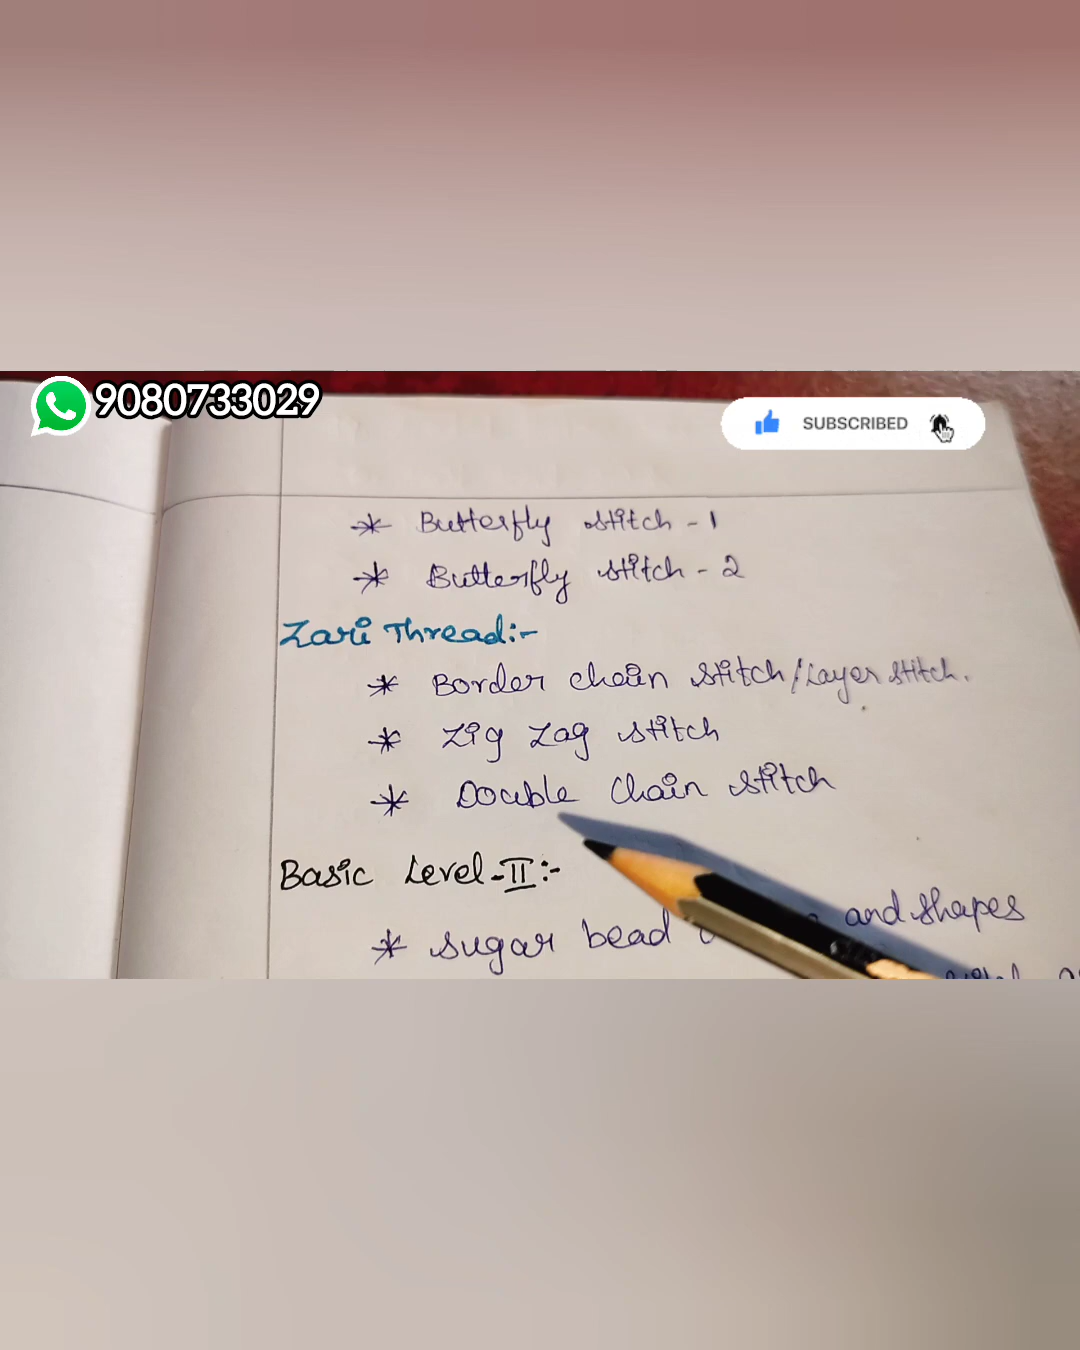 9080733029
SUBSCRIBED
* Butterfly stitch - 1
* Butterfly stitch - 2
Zari Thread:-
* Border chain stitch/Layer stitch.
* Zig Zag stitch
* Double Chain stitch
Basic Level-II:-
* Sugar bead and shapes